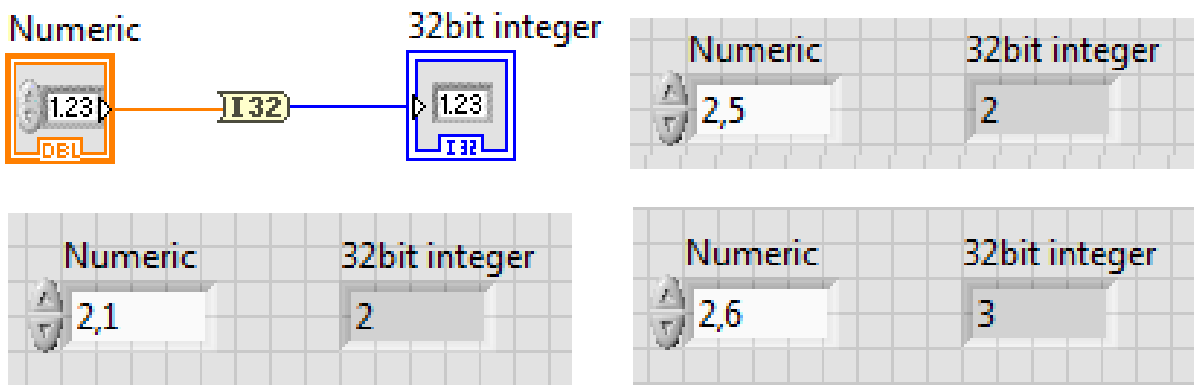 Numeric
32bit integer
1.23
DBL
I32
1.23
I32
Numeric
32bit integer
2,5
2
Numeric
32bit integer
2,1
2
Numeric
32bit integer
2,6
3